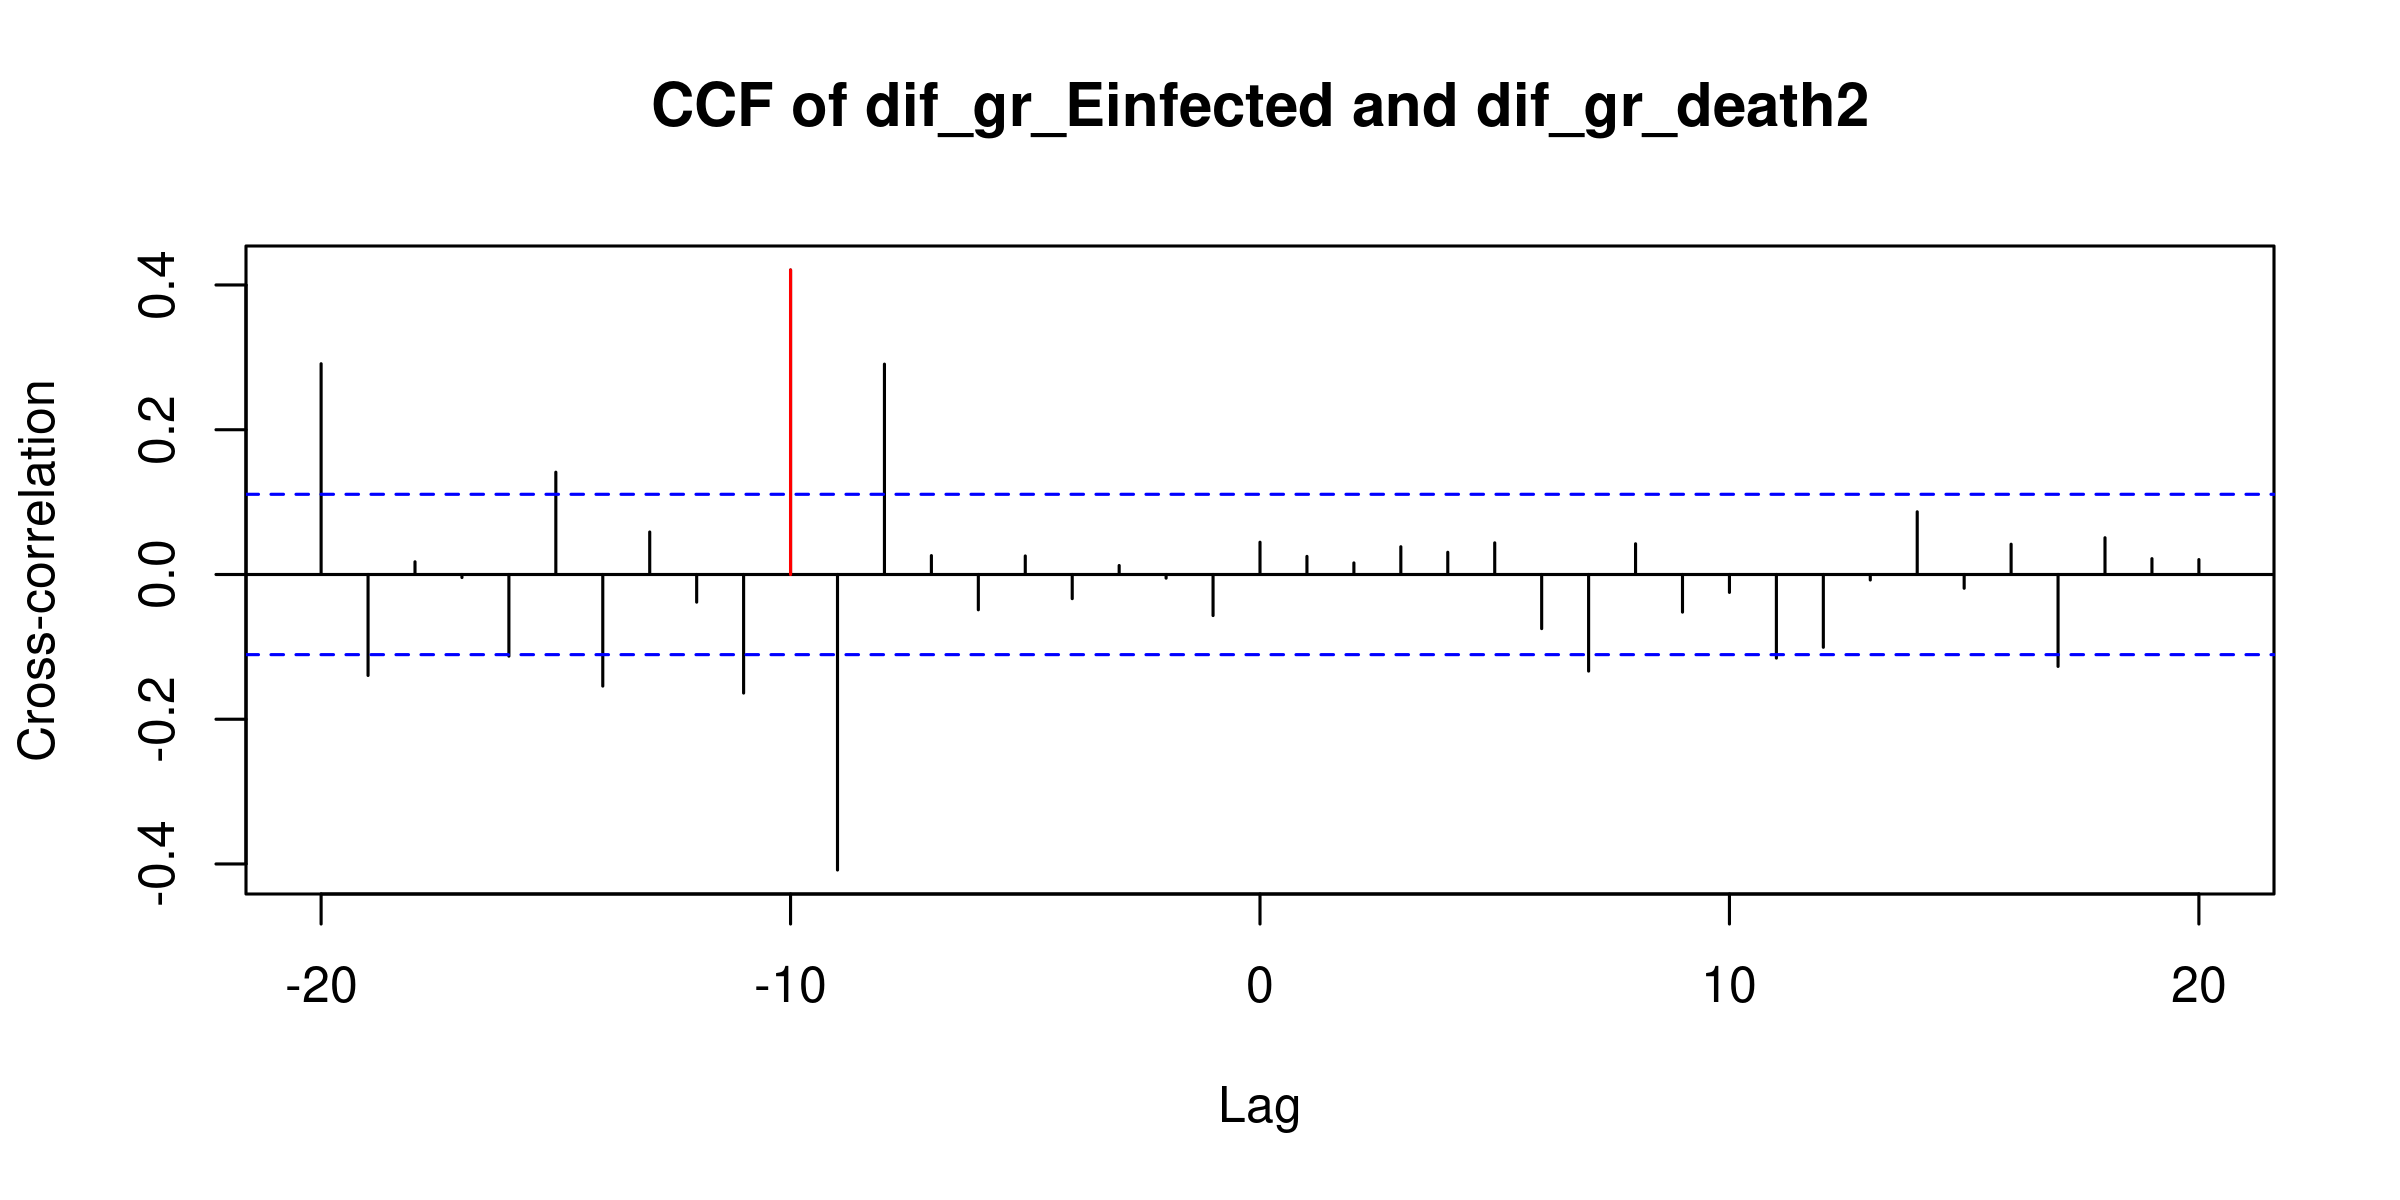 CCF of dif_gr_Einfected and dif_gr_death2
Cross-correlation
0.4
0.2
0.0
-0.2
-0.4
-20 -10 0 10 20
Lag